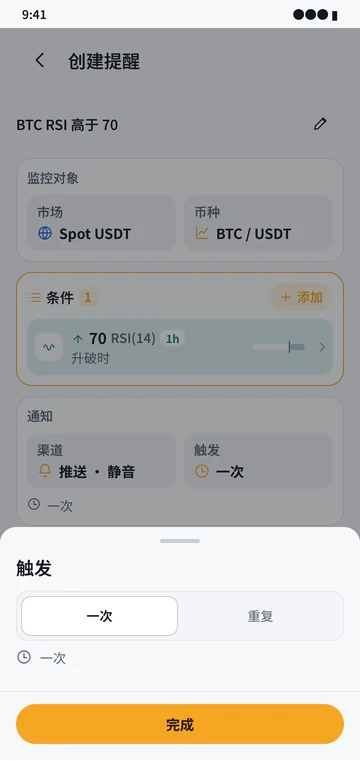 9:41
创建提醒
BTC RSI 高于 70
监控对象
市场
Spot USDT
币种
BTC / USDT
条件 1
添加
70 RSI(14) 1h
升破时
通知
渠道
推送 • 静音
触发
一次
一次
触发
一次
重复
一次
完成